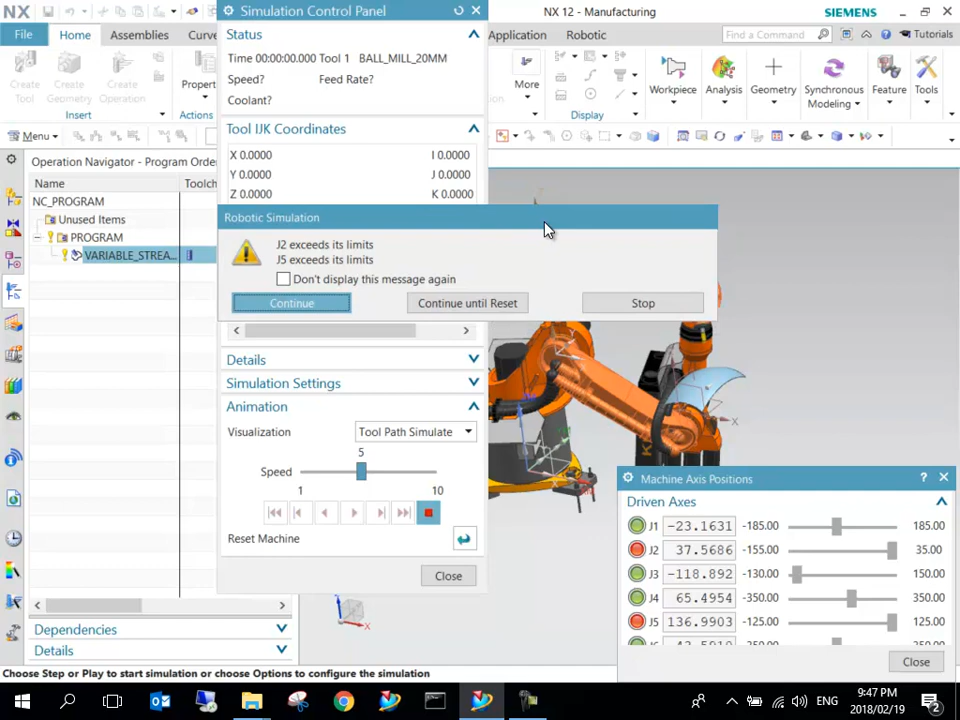 NX
Simulation Control Panel
NX 12 - Manufacturing
SIEMENS
File
Home
Assemblies
Curve
Application
Robotic
Find a Command
Tutorials
Create Tool
Create Geometry
Create Operation
Properti
More
Workpiece
Analysis
Geometry
Synchronous Modeling
Feature
Tools
Insert
Actions
Display
Menu
Status
Time 00:00:00.000 Tool 1 BALL_MILL_20MM
Speed? Feed Rate?
Coolant?
Tool IJK Coordinates
X 0.0000 I 0.0000
Y 0.0000 J 0.0000
Z 0.0000 K 0.0000
Operation Navigator - Program Order
Name
Toolch
NC_PROGRAM
Unused Items
PROGRAM
VARIABLE_STREA...
Robotic Simulation
J2 exceeds its limits
J5 exceeds its limits
Don't display this message again
Continue
Continue until Reset
Stop
Details
Simulation Settings
Animation
Visualization
Tool Path Simulate
5
Speed
1 10
Reset Machine
Close
X
X
X
Machine Axis Positions
Driven Axes
J1 -23.1631 -185.00 185.00
J2 37.5686 -155.00 35.00
J3 -118.892 -130.00 150.00
J4 65.4954 -350.00 350.00
J5 136.9903 -125.00 125.00
Close
Dependencies
Details
Choose Step or Play to start simulation or choose Options to configure the simulation
ENG
9:47 PM
2018/02/19
2